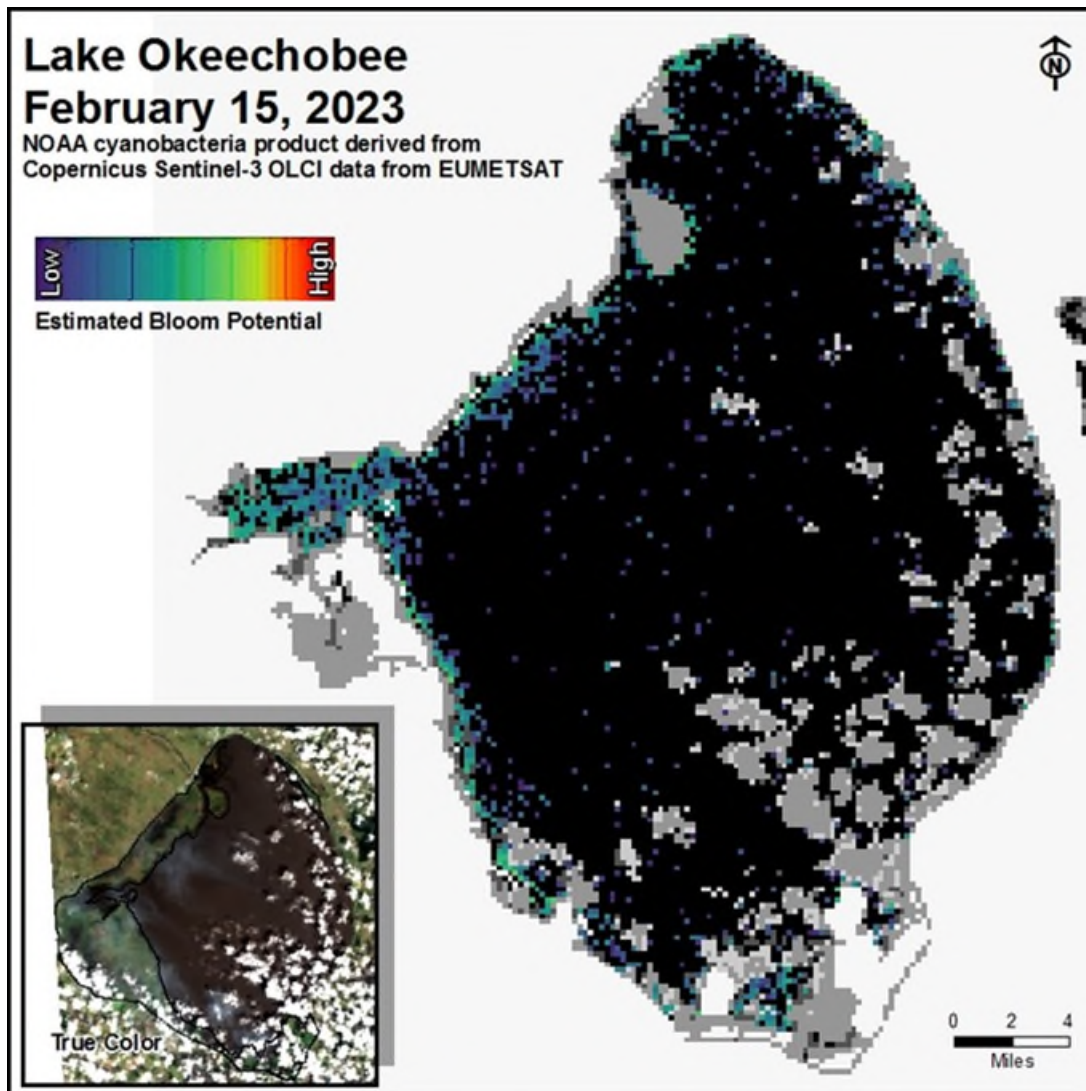 Lake Okeechobee
February 15, 2023
NOAA cyanobacteria product derived from
Copernicus Sentinel-3 OLCI data from EUMETSAT
N
Low
High
Estimated Bloom Potential
True Color
0 2 4
Miles